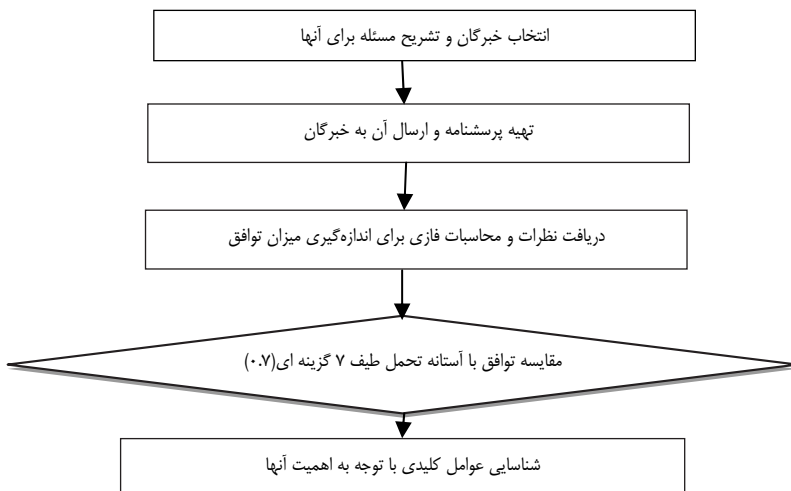 انتخاب خبرگان و تشریح مسئله برای آنها
تهیه پرسشنامه و ارسال آن به خبرگان
دریافت نظرات و محاسبات فازی برای اندازه‌گیری میزان توافق
مقایسه توافق با آستانه تحمل طیف ۷ گزینه ای(۰.۷)
شناسایی عوامل کلیدی با توجه به اهمیت آنها